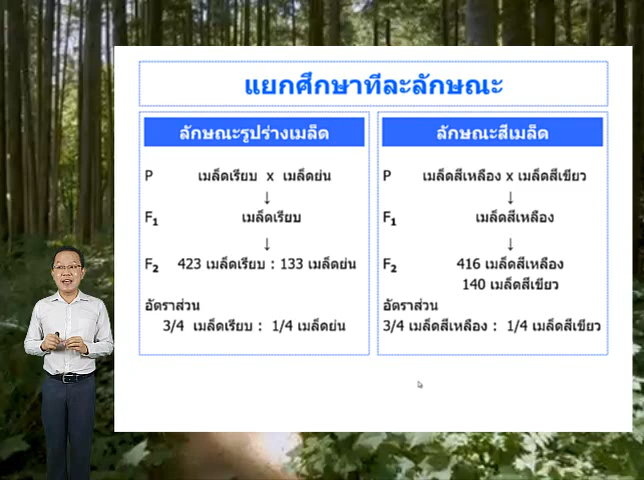 แยกศึกษาทีละลักษณะ
ลักษณะรูปร่างเมล็ด
P เมล็ดเรียบ x เมล็ดย่น
↓
F₁ เมล็ดเรียบ
↓
F₂ 423 เมล็ดเรียบ : 133 เมล็ดย่น
อัตราส่วน
3/4 เมล็ดเรียบ : 1/4 เมล็ดย่น
ลักษณะสีเมล็ด
P เมล็ดสีเหลือง x เมล็ดสีเขียว
↓
F₁ เมล็ดสีเหลือง
↓
F₂ 416 เมล็ดสีเหลือง
140 เมล็ดสีเขียว
อัตราส่วน
3/4 เมล็ดสีเหลือง : 1/4 เมล็ดสีเขียว